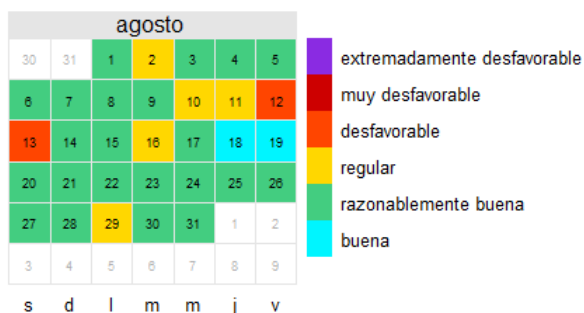 agosto
30 31 1 2 3 4 5
6 7 8 9 10 11 12
13 14 15 16 17 18 19
20 21 22 23 24 25 26
27 28 29 30 31 1 2
3 4 5 6 7 8 9
s d l m m j v
extremadamente desfavorable
muy desfavorable
desfavorable
regular
razonablemente buena
buena